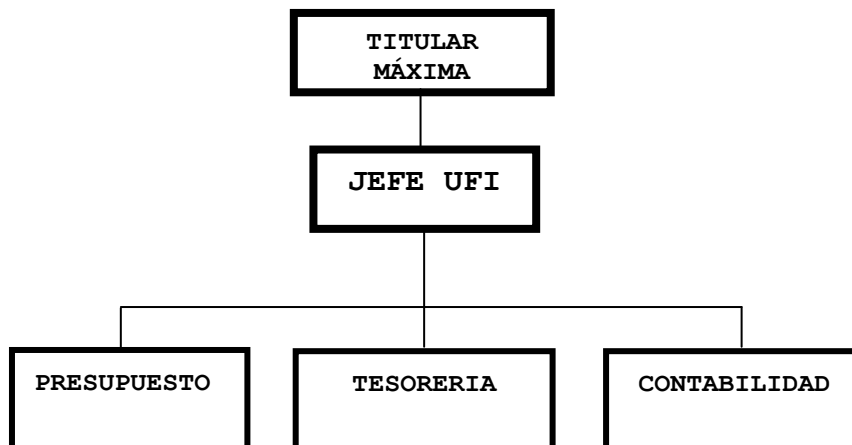 TITULAR
MÁXIMA
JEFE UFI
PRESUPUESTO
TESORERIA
CONTABILIDAD